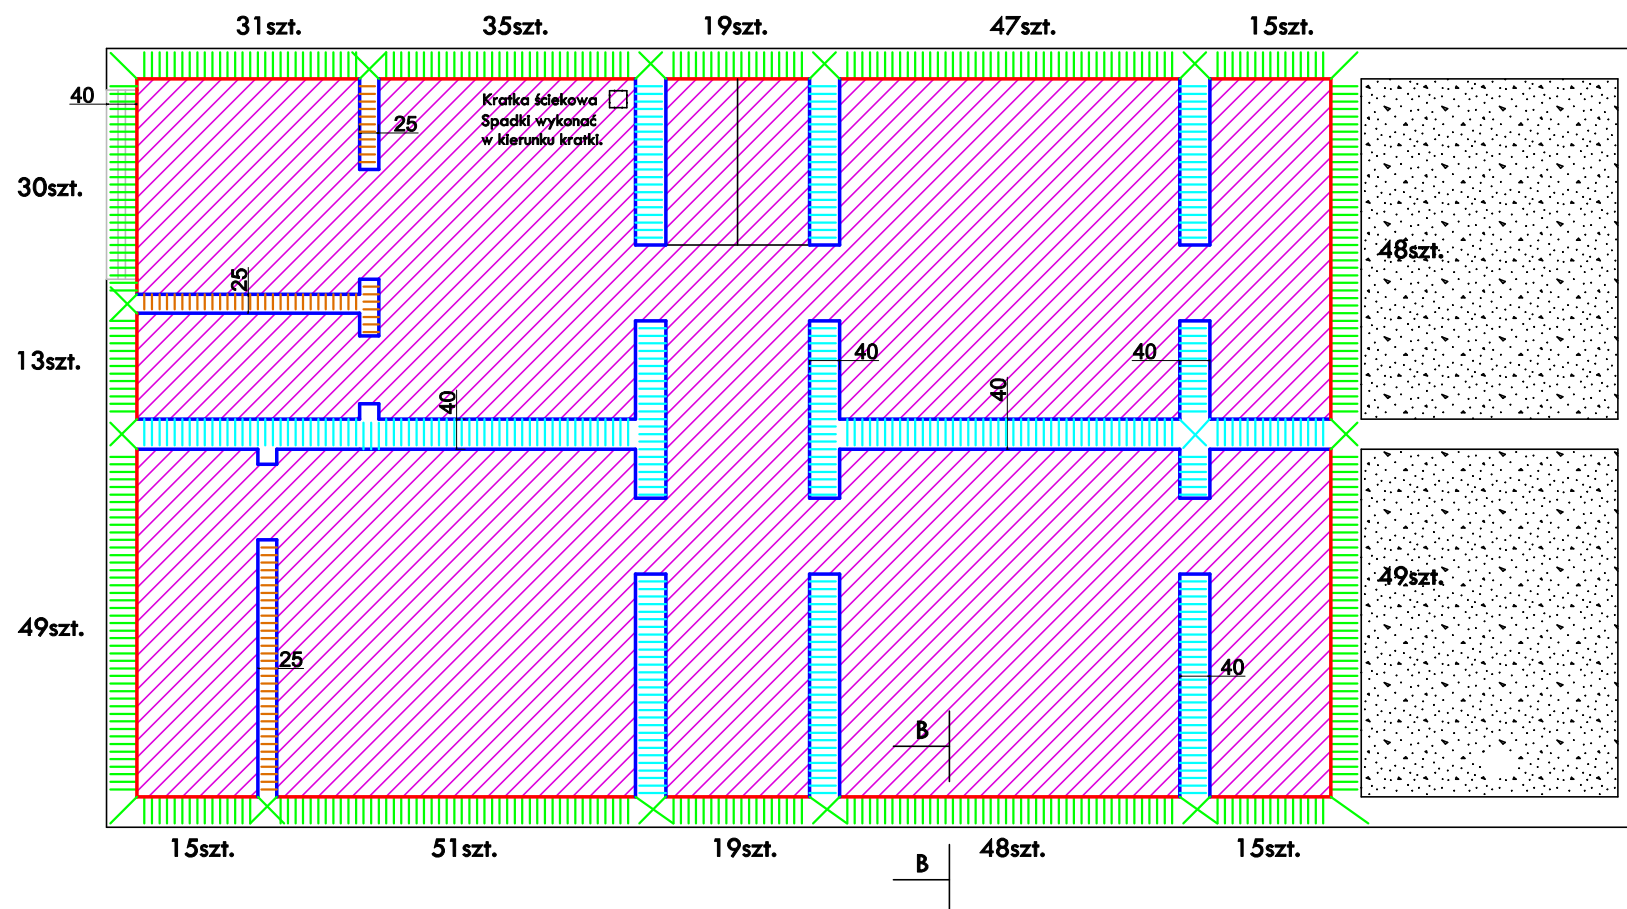 31szt. 35szt. 19szt. 47szt. 15szt.
40
Kratka ściekowa
Spadki wykonać
w kierunku kratki.
25
30szt.
48szt.
25
13szt.
40
40
40
40
49szt.
49szt.
25
40
B
15szt. 51szt. 19szt. 48szt. 15szt.
B